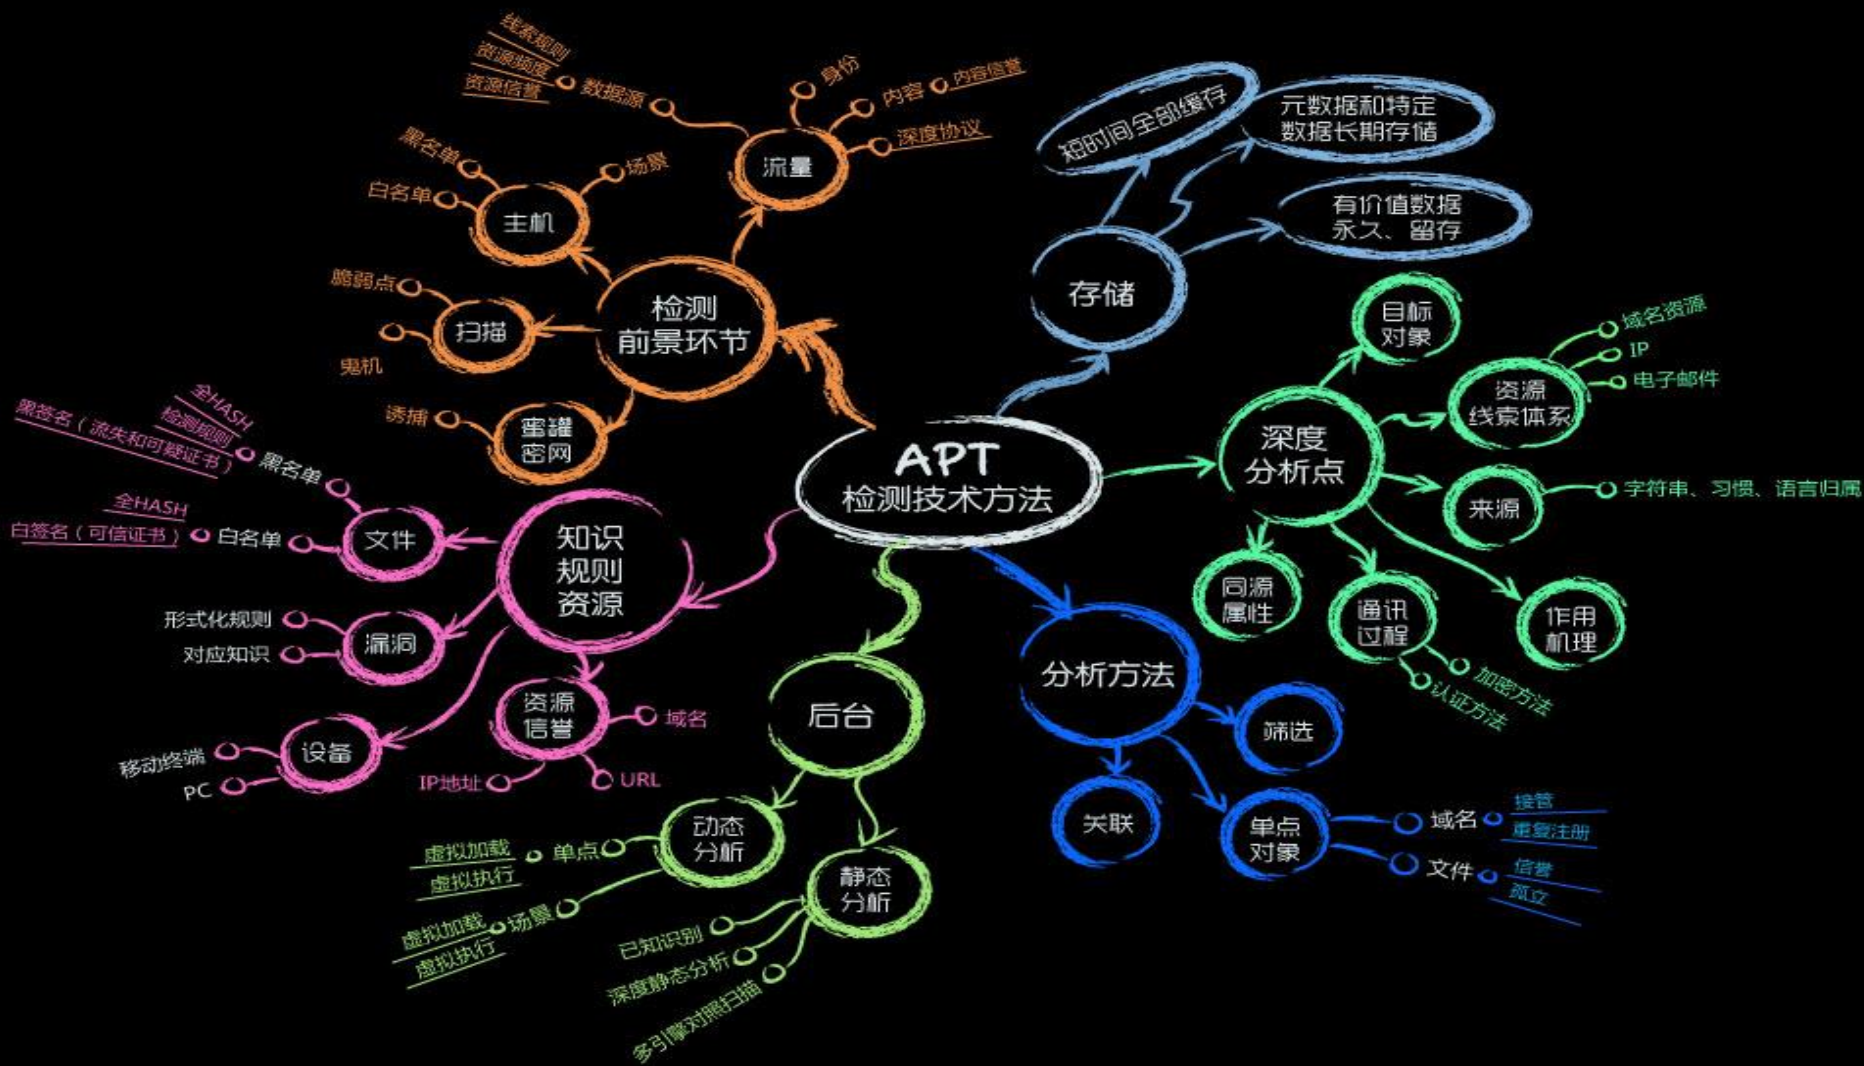 APT
检测技术方法
检测
前景环节
流量
数据源
线索规则
资源频度
资源信誉
身份
内容
内容信誉
深度协议
主机
黑名单
白名单
场景
扫描
脆弱点
鬼机
蜜罐
密网
诱捕
存储
短时间全部缓存
元数据和特定
数据长期存储
有价值数据
永久、留存
深度
分析点
目标
对象
资源
线索体系
域名资源
IP
电子邮件
来源
字符串、习惯、语言归属
作用
机理
通讯
过程
加密方法
认证方法
同源
属性
分析方法
筛选
单点
对象
域名
接管
重复注册
文件
信誉
孤立
关联
后台
动态
分析
单点
虚拟加载
虚拟执行
场景
虚拟加载
虚拟执行
静态
分析
已知识别
深度静态分析
多引擎对照扫描
知识
规则
资源
文件
黑名单
全HASH
检测规则
黑签名（流失和可疑证书）
白名单
全HASH
白签名（可信证书）
漏洞
形式化规则
对应知识
设备
移动终端
PC
资源
信誉
域名
IP地址
URL